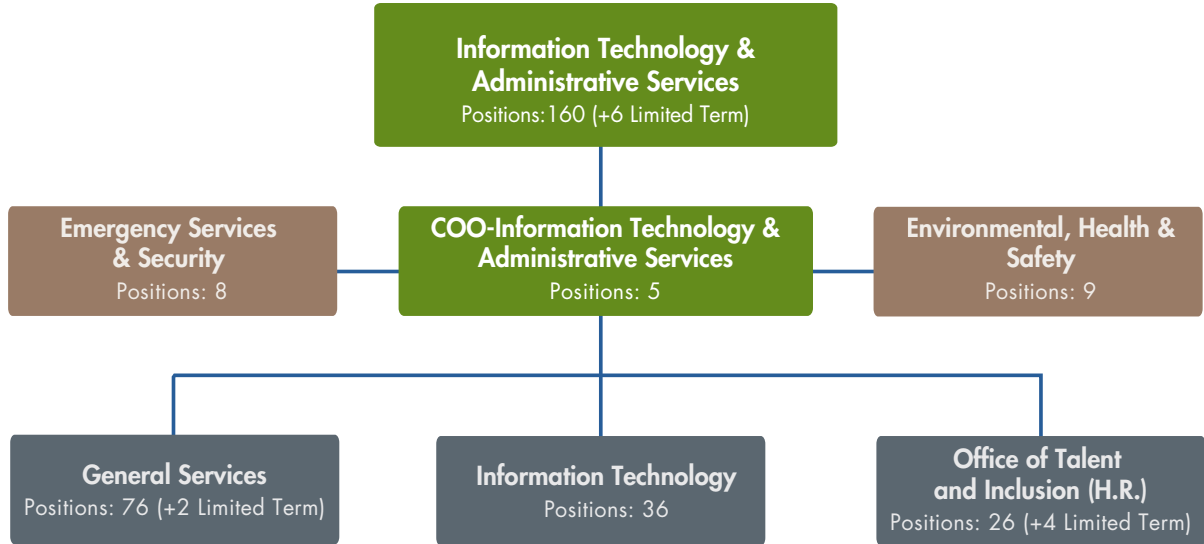 Information Technology &
Administrative Services
Positions:160 (+6 Limited Term)
Emergency Services
& Security
Positions: 8
COO-Information Technology &
Administrative Services
Positions: 5
Environmental, Health &
Safety
Positions: 9
General Services
Positions: 76 (+2 Limited Term)
Information Technology
Positions: 36
Office of Talent
and Inclusion (H.R.)
Positions: 26 (+4 Limited Term)